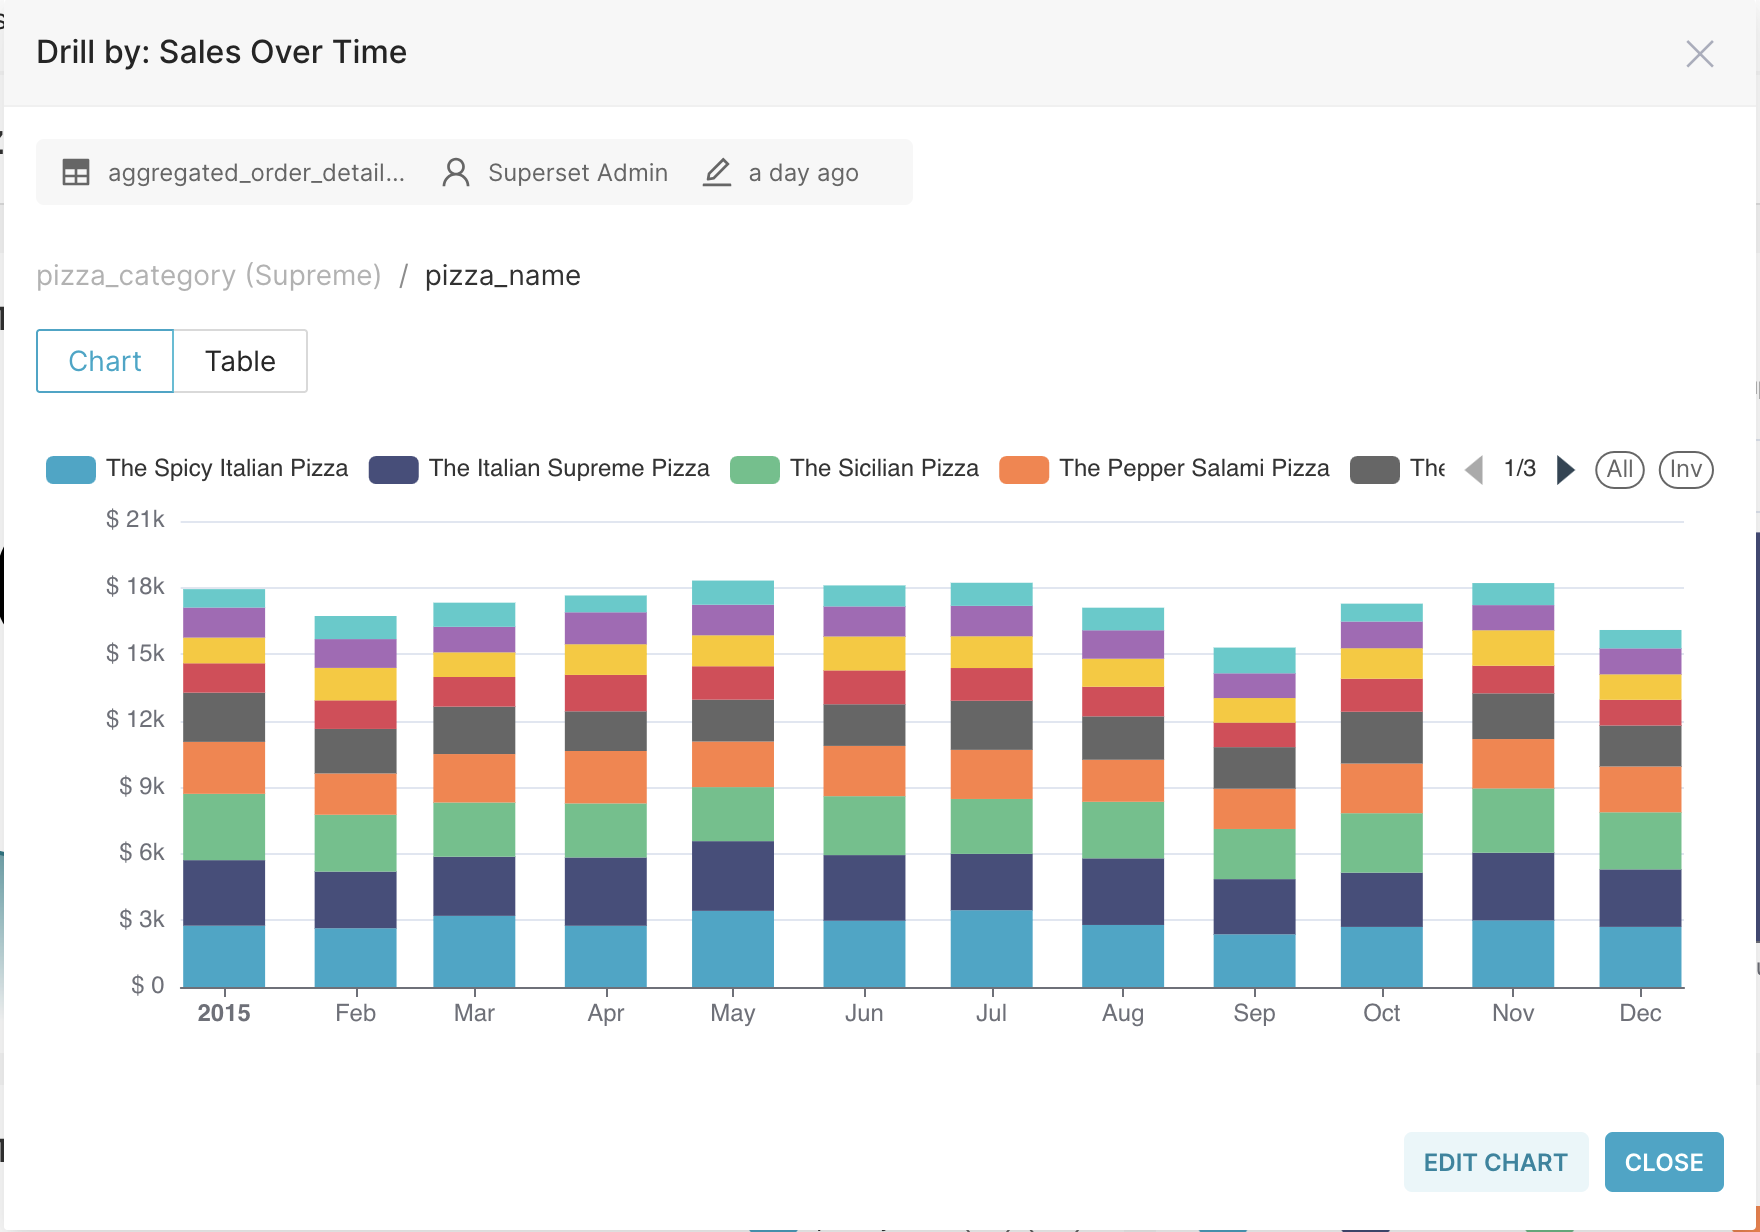 Drill by: Sales Over Time
aggregated_order_detail... Superset Admin a day ago
pizza_category (Supreme) / pizza_name
Chart Table
The Spicy Italian Pizza The Italian Supreme Pizza The Sicilian Pizza The Pepper Salami Pizza The 1/3 All Inv
$ 21k
$ 18k
$ 15k
$ 12k
$ 9k
$ 6k
$ 3k
$ 0
2015 Feb Mar Apr May Jun Jul Aug Sep Oct Nov Dec
EDIT CHART CLOSE